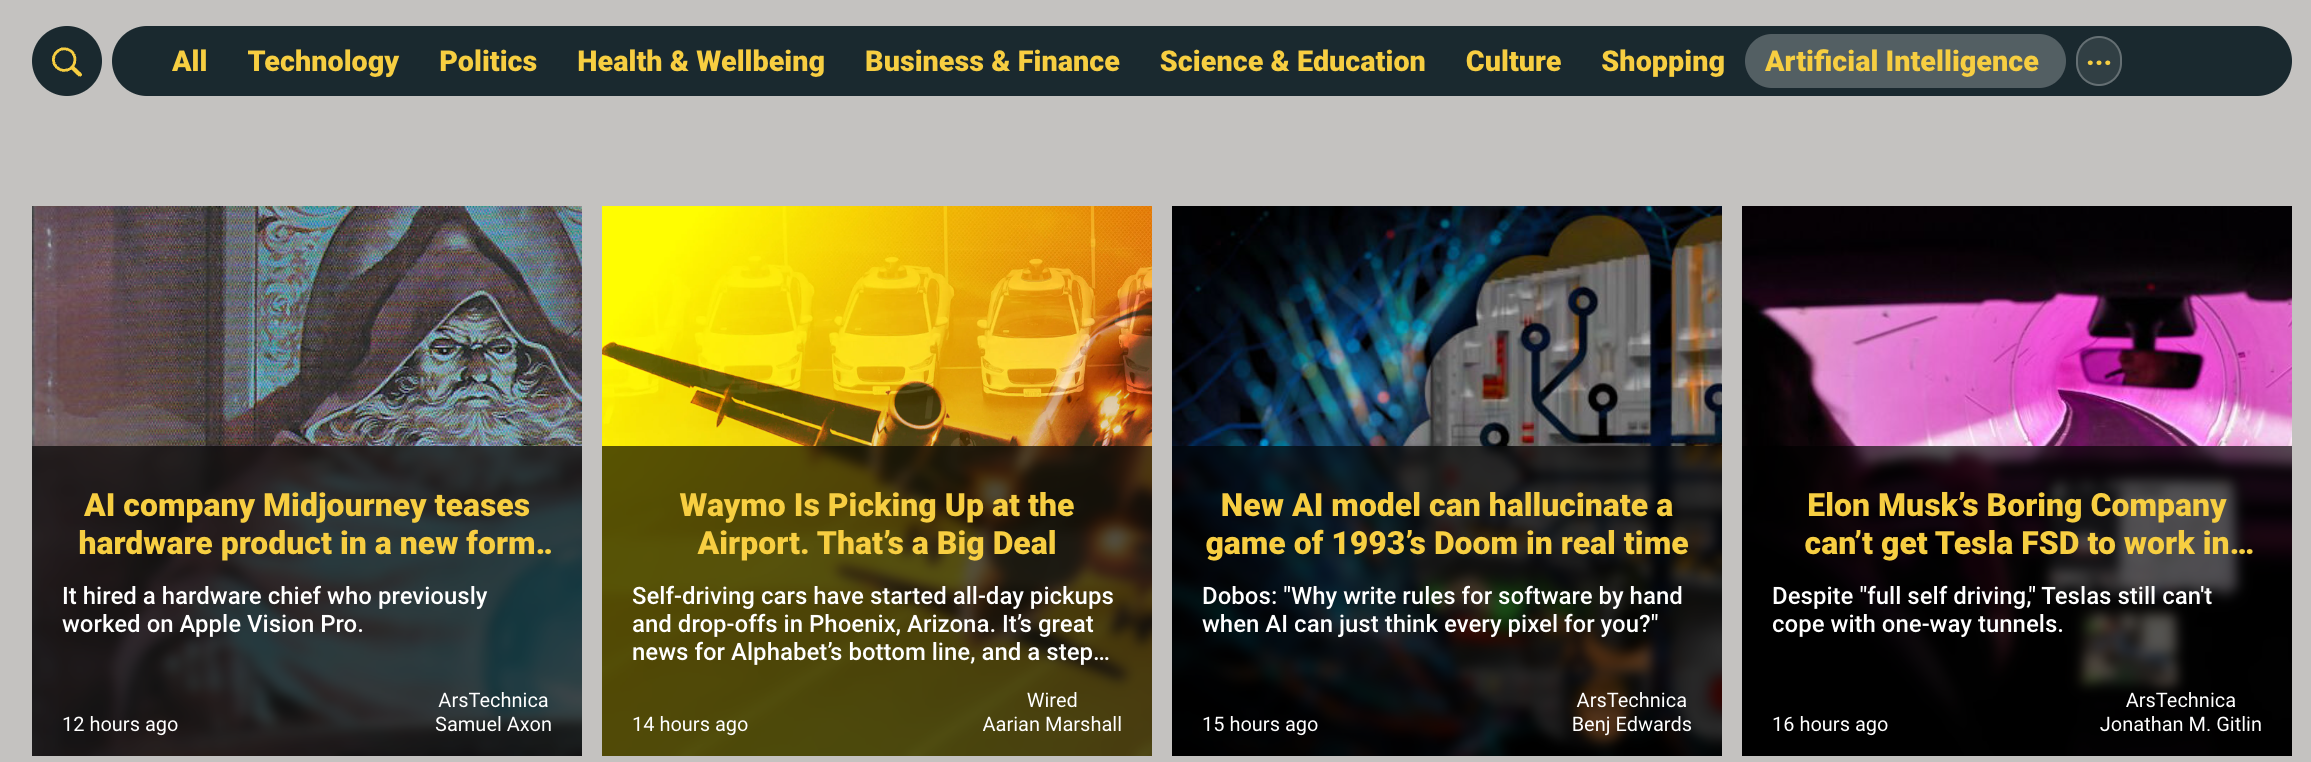 All Technology Politics Health & Wellbeing Business & Finance Science & Education Culture Shopping Artificial Intelligence ...
AI company Midjourney teases
hardware product in a new form..
It hired a hardware chief who previously
worked on Apple Vision Pro.
12 hours ago
ArsTechnica
Samuel Axon
Waymo Is Picking Up at the
Airport. That’s a Big Deal
Self-driving cars have started all-day pickups
and drop-offs in Phoenix, Arizona. It’s great
news for Alphabet’s bottom line, and a step...
14 hours ago
Wired
Aarian Marshall
New AI model can hallucinate a
game of 1993’s Doom in real time
Dobos: "Why write rules for software by hand
when AI can just think every pixel for you?"
15 hours ago
ArsTechnica
Benj Edwards
Elon Musk’s Boring Company
can’t get Tesla FSD to work in...
Despite "full self driving," Teslas still can't
cope with one-way tunnels.
16 hours ago
ArsTechnica
Jonathan M. Gitlin